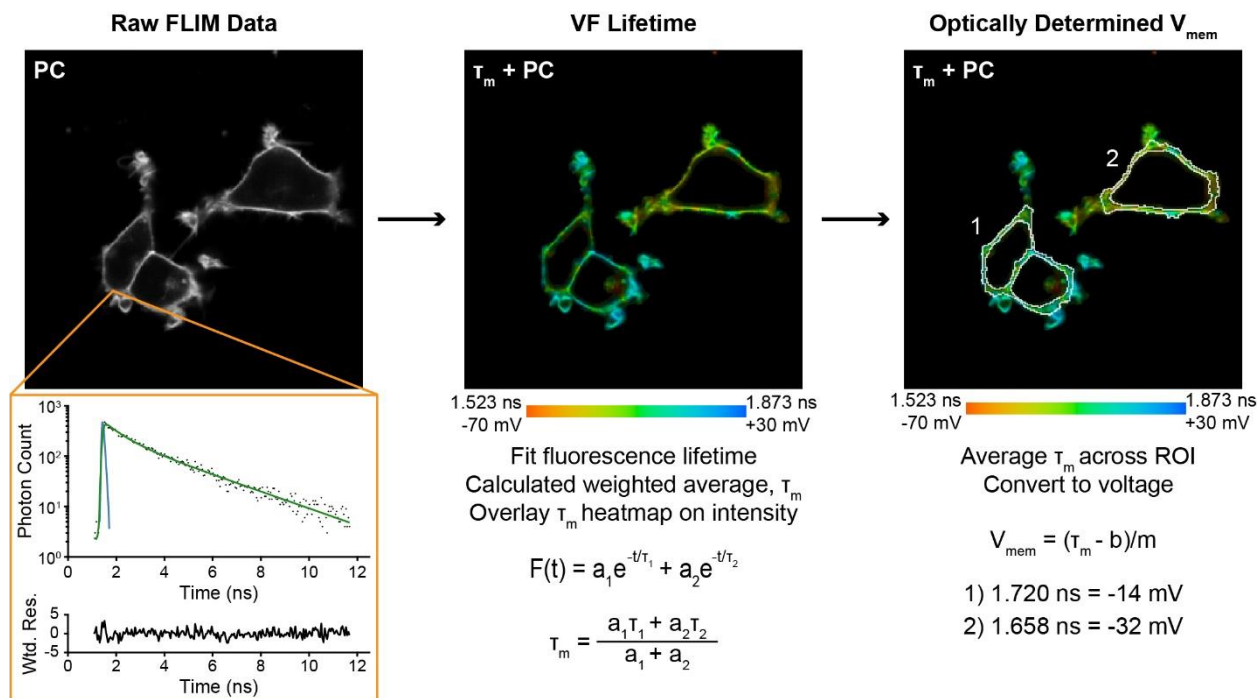 Raw FLIM Data
PC
10³
10²
10¹
10⁰
Photon Count
0 2 4 6 8 10 12
Time (ns)
5
0
-5
Wtd. Res.
0 2 4 6 8 10 12
Time (ns)
VF Lifetime
τₘ + PC
1.523 ns 1.873 ns
-70 mV +30 mV
Fit fluorescence lifetime
Calculated weighted average, τₘ
Overlay τₘ heatmap on intensity
F(t) = a₁e^(-t/τ₁) + a₂e^(-t/τ₂)
τₘ = (a₁τ₁ + a₂τ₂)/(a₁ + a₂)
Optically Determined Vₘₑₘ
τₘ + PC
2
1
1.523 ns 1.873 ns
-70 mV +30 mV
Average τₘ across ROI
Convert to voltage
Vₘₑₘ = (τₘ - b)/m
1) 1.720 ns = -14 mV
2) 1.658 ns = -32 mV